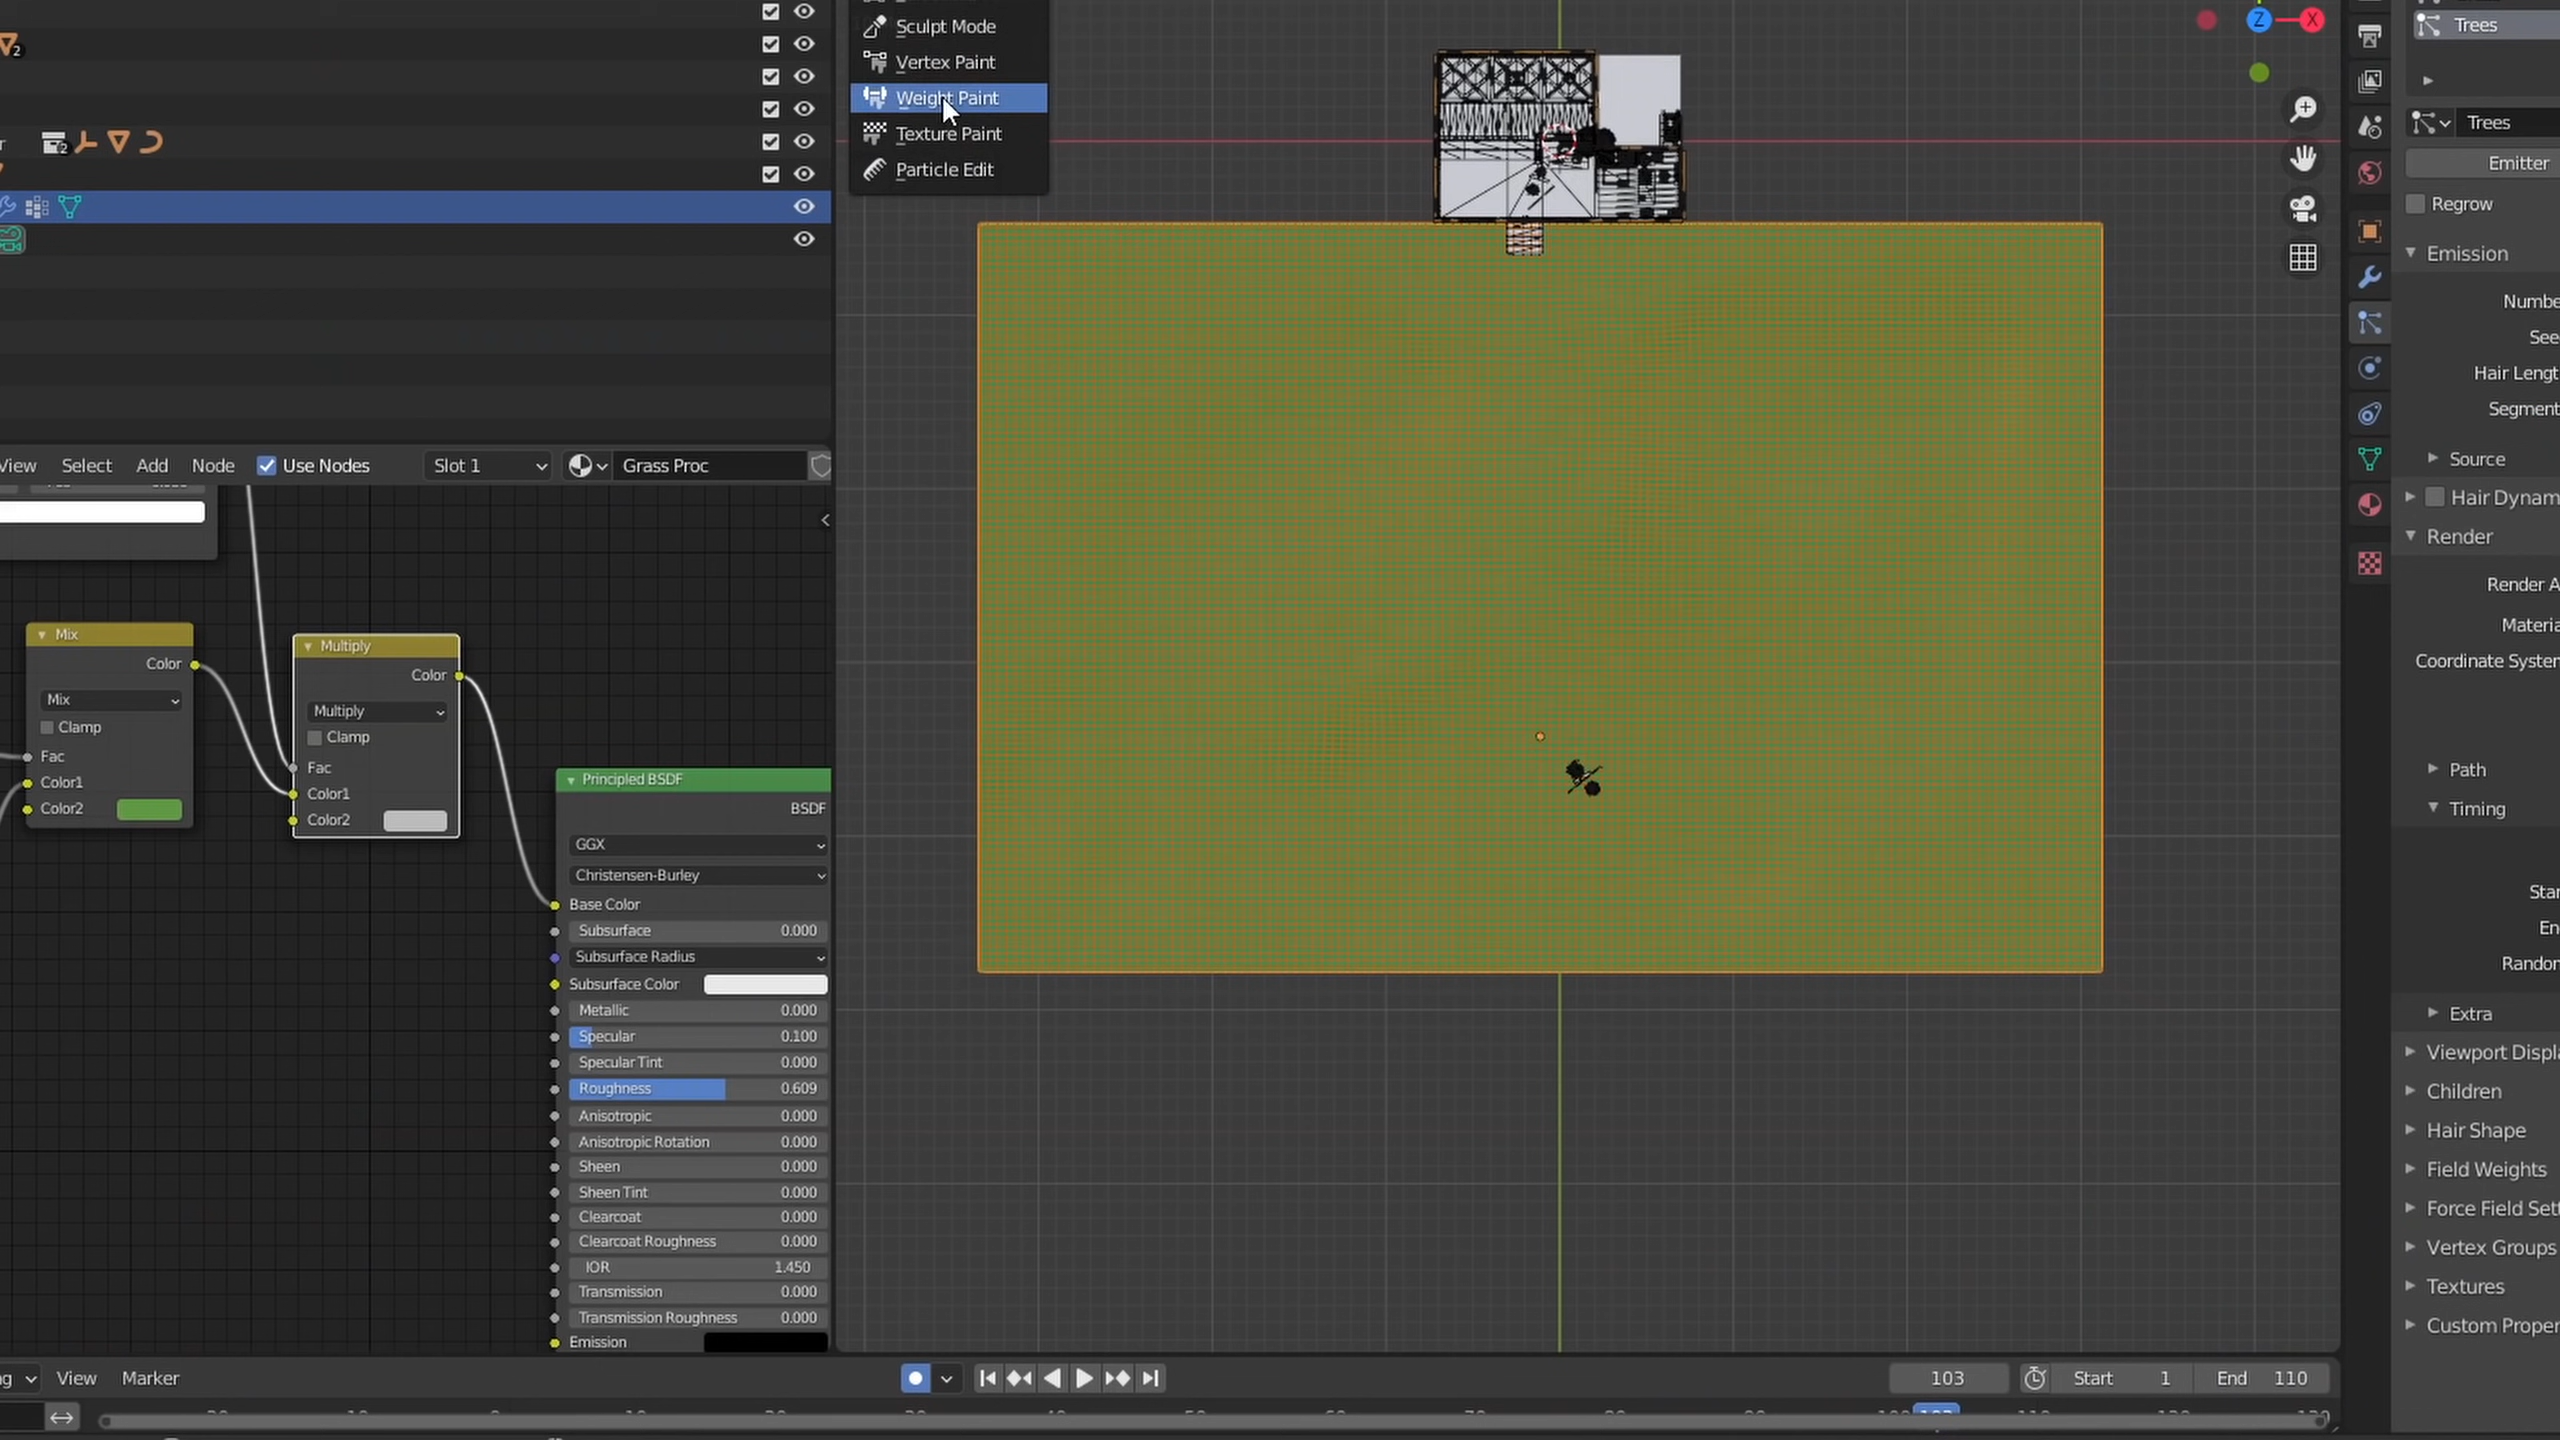 2
Sculpt Mode
Vertex Paint
Weight Paint
Texture Paint
Particle Edit
r
2
Z
X
Trees
Trees
Emitter
Regrow
Emission
Numbe
See
Hair Lengt
Segment
Source
Hair Dynam
Render
Render A
Materia
Coordinate System
Path
Timing
Star
En
Random
Extra
Viewport Displa
Children
Hair Shape
Field Weights
Force Field Sett
Vertex Groups
Textures
Custom Proper
View
Select
Add
Node
Use Nodes
Slot 1
Grass Proc
Mix
Color
Mix
Clamp
Fac
Color1
Color2
Multiply
Color
Multiply
Clamp
Fac
Color1
Color2
Principled BSDF
BSDF
GGX
Christensen-Burley
Base Color
Subsurface 0.000
Subsurface Radius
Subsurface Color
Metallic 0.000
Specular 0.100
Specular Tint 0.000
Roughness 0.609
Anisotropic 0.000
Anisotropic Rotation 0.000
Sheen 0.000
Sheen Tint 0.000
Clearcoat 0.000
Clearcoat Roughness 0.000
IOR 1.450
Transmission 0.000
Transmission Roughness 0.000
Emission
ng
View
Marker
103
Start 1
End 110